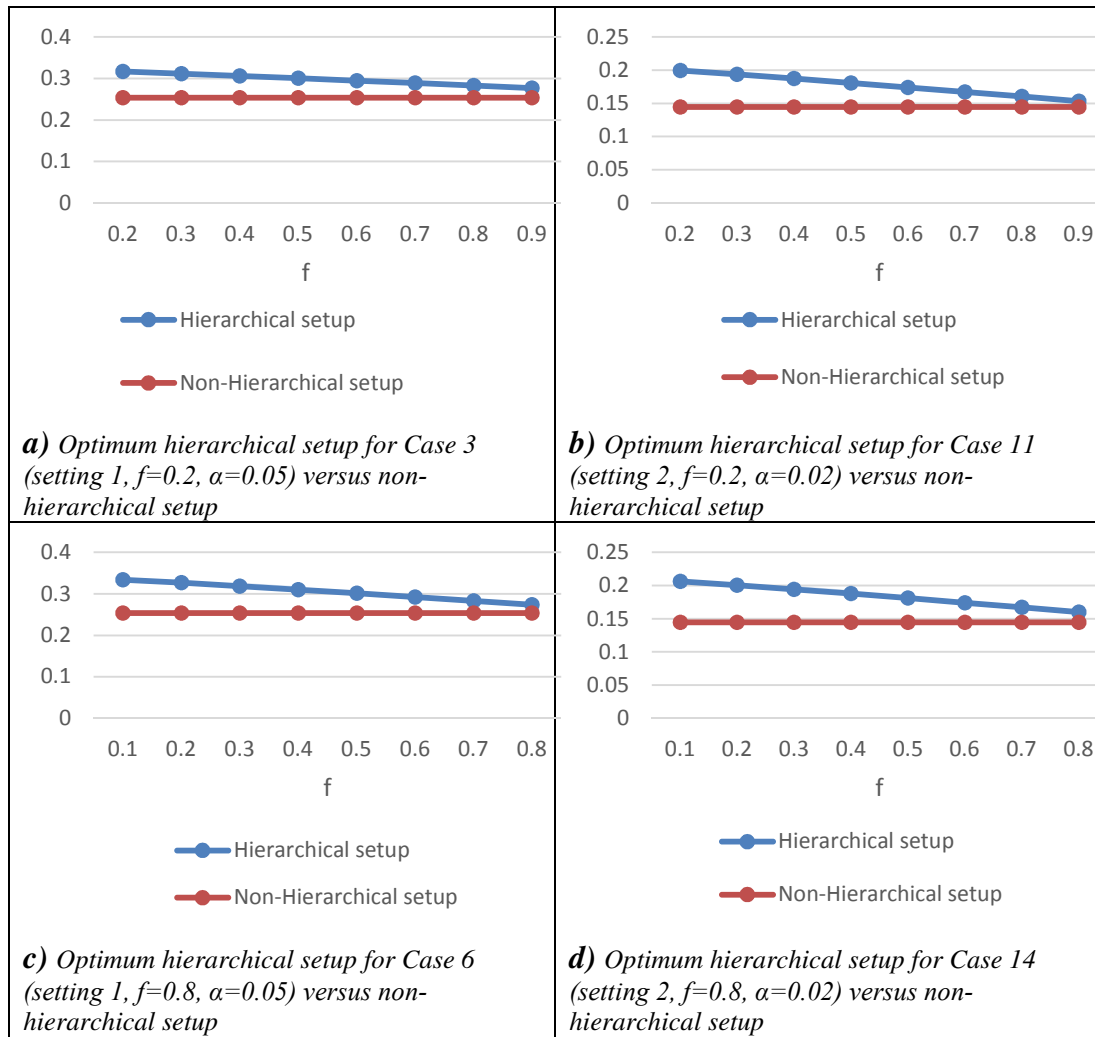 0.4
0.3
0.2
0.1
0
0.2 0.3 0.4 0.5 0.6 0.7 0.8 0.9
f
Hierarchical setup
Non-Hierarchical setup
a) Optimum hierarchical setup for Case 3
(setting 1, f=0.2, α=0.05) versus non-
hierarchical setup
0.25
0.2
0.15
0.1
0.05
0
0.2 0.3 0.4 0.5 0.6 0.7 0.8 0.9
f
Hierarchical setup
Non-Hierarchical setup
b) Optimum hierarchical setup for Case 11
(setting 2, f=0.2, α=0.02) versus non-
hierarchical setup
0.4
0.3
0.2
0.1
0
0.1 0.2 0.3 0.4 0.5 0.6 0.7 0.8
f
Hierarchical setup
Non-Hierarchical setup
c) Optimum hierarchical setup for Case 6
(setting 1, f=0.8, α=0.05) versus non-
hierarchical setup
0.25
0.2
0.15
0.1
0.05
0
0.1 0.2 0.3 0.4 0.5 0.6 0.7 0.8
f
Hierarchical setup
Non-Hierarchical setup
d) Optimum hierarchical setup for Case 14
(setting 2, f=0.8, α=0.02) versus non-
hierarchical setup